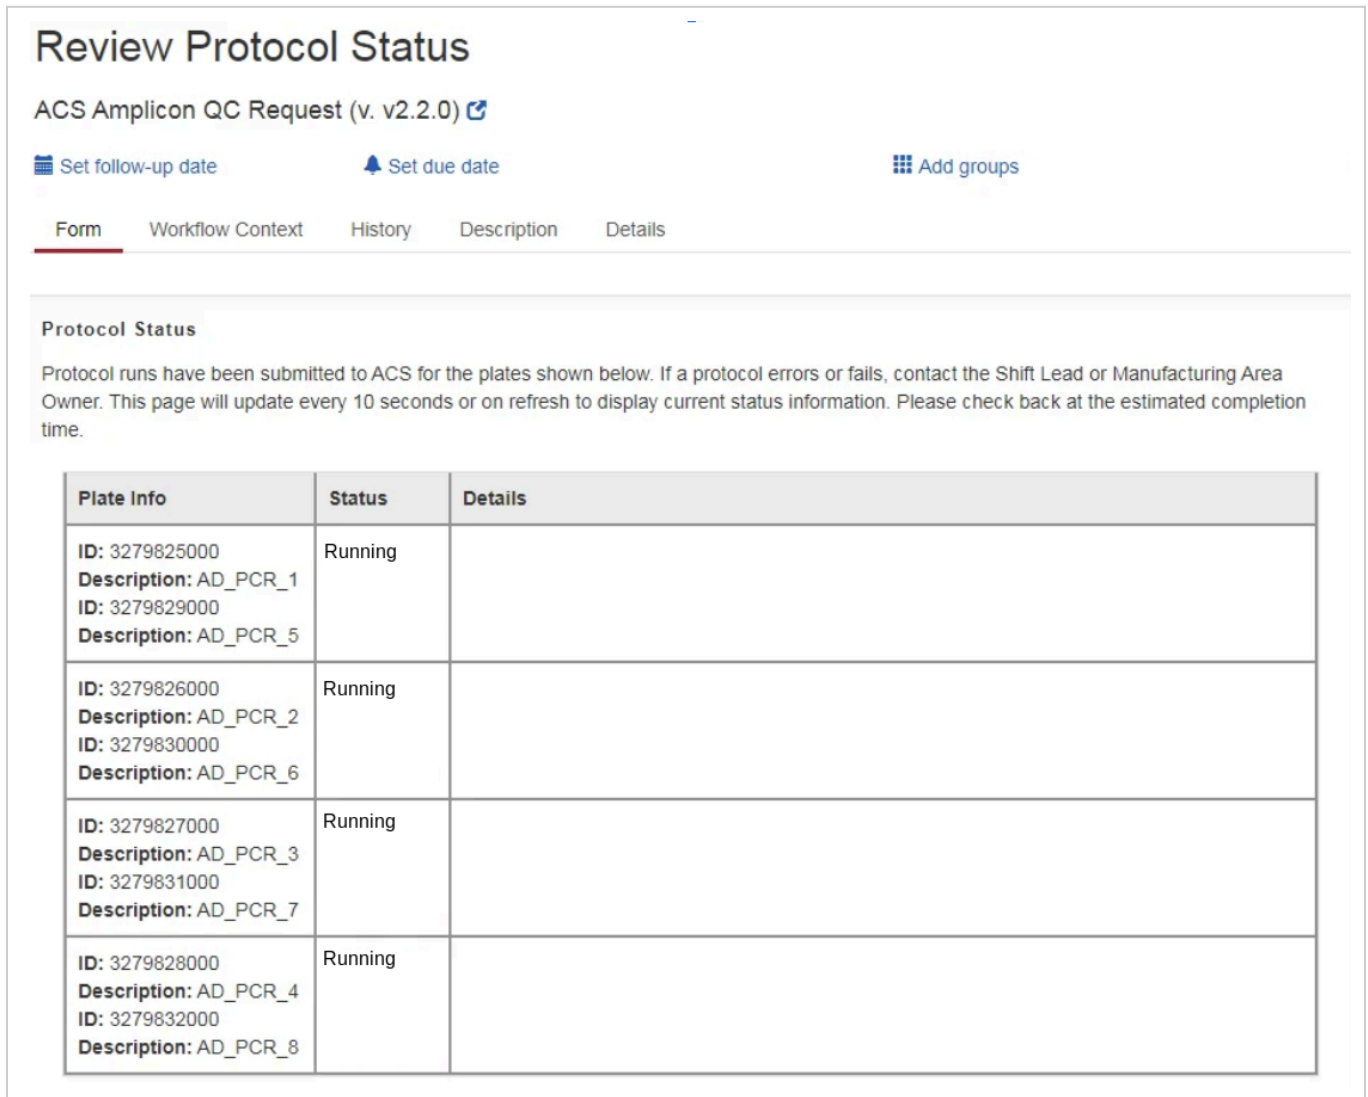 Review Protocol Status
ACS Amplicon QC Request (v. v2.2.0)
Set follow-up date Set due date Add groups
Form Workflow Context History Description Details
Protocol Status
Protocol runs have been submitted to ACS for the plates shown below. If a protocol errors or fails, contact the Shift Lead or Manufacturing Area
Owner. This page will update every 10 seconds or on refresh to display current status information. Please check back at the estimated completion
time.
Plate Info Status Details
ID: 3279825000 Running
Description: AD_PCR_1
ID: 3279829000
Description: AD_PCR_5
ID: 3279826000 Running
Description: AD_PCR_2
ID: 3279830000
Description: AD_PCR_6
ID: 3279827000 Running
Description: AD_PCR_3
ID: 3279831000
Description: AD_PCR_7
ID: 3279828000 Running
Description: AD_PCR_4
ID: 3279832000
Description: AD_PCR_8